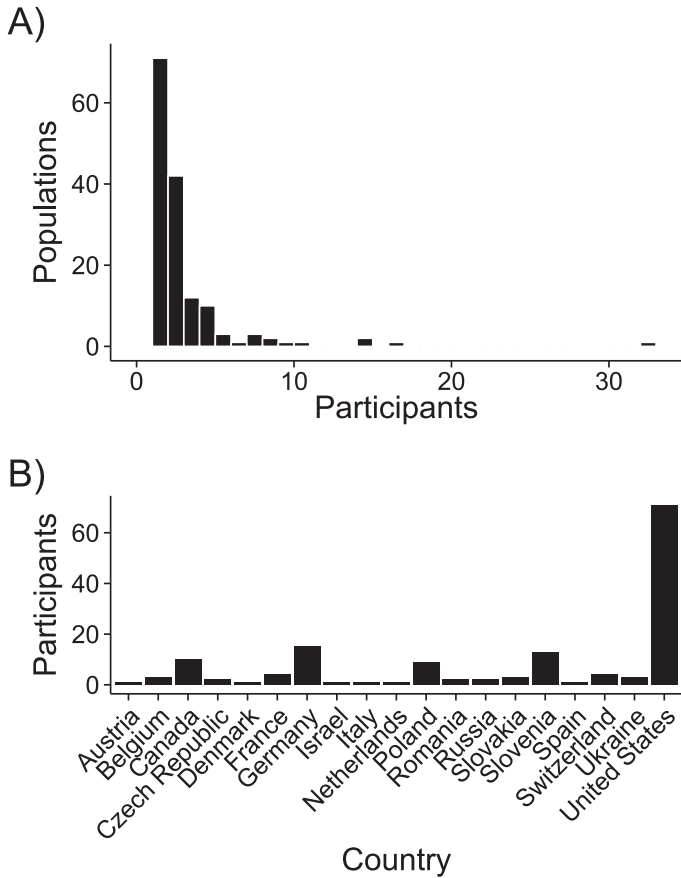 A)
Populations
60
40
20
0
0 10 20 30
Participants
B)
Participants
60
40
20
0
Austria
Belgium
Canada
Czech Republic
Denmark
France
Germany
Israel
Italy
Netherlands
Poland
Romania
Russia
Slovakia
Slovenia
Spain
Switzerland
Ukraine
United States
Country